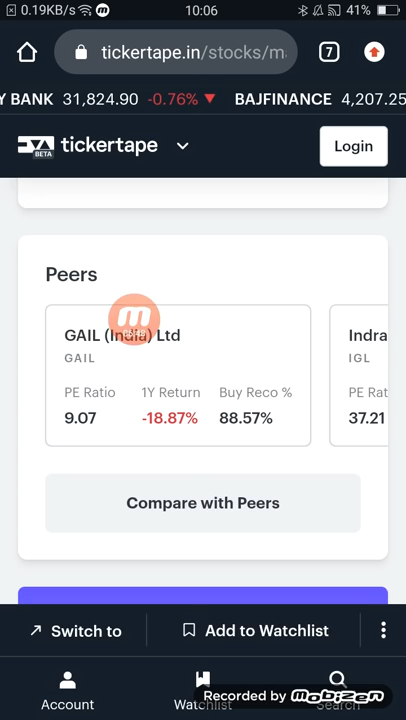 0.19KB/s 10:06 41%
tickertape.in/stocks/m 7
Y BANK 31,824.90 -0.76% ▼ BAJFINANCE 4,207.25
BETA tickertape Login
Peers
GAIL (India) Ltd Indra
GAIL IGL
PE Ratio 1Y Return Buy Reco % PE Rat
9.07 -18.87% 88.57% 37.21
Compare with Peers
Switch to Add to Watchlist
Account Watchlist Search
Recorded by MOBIZEN